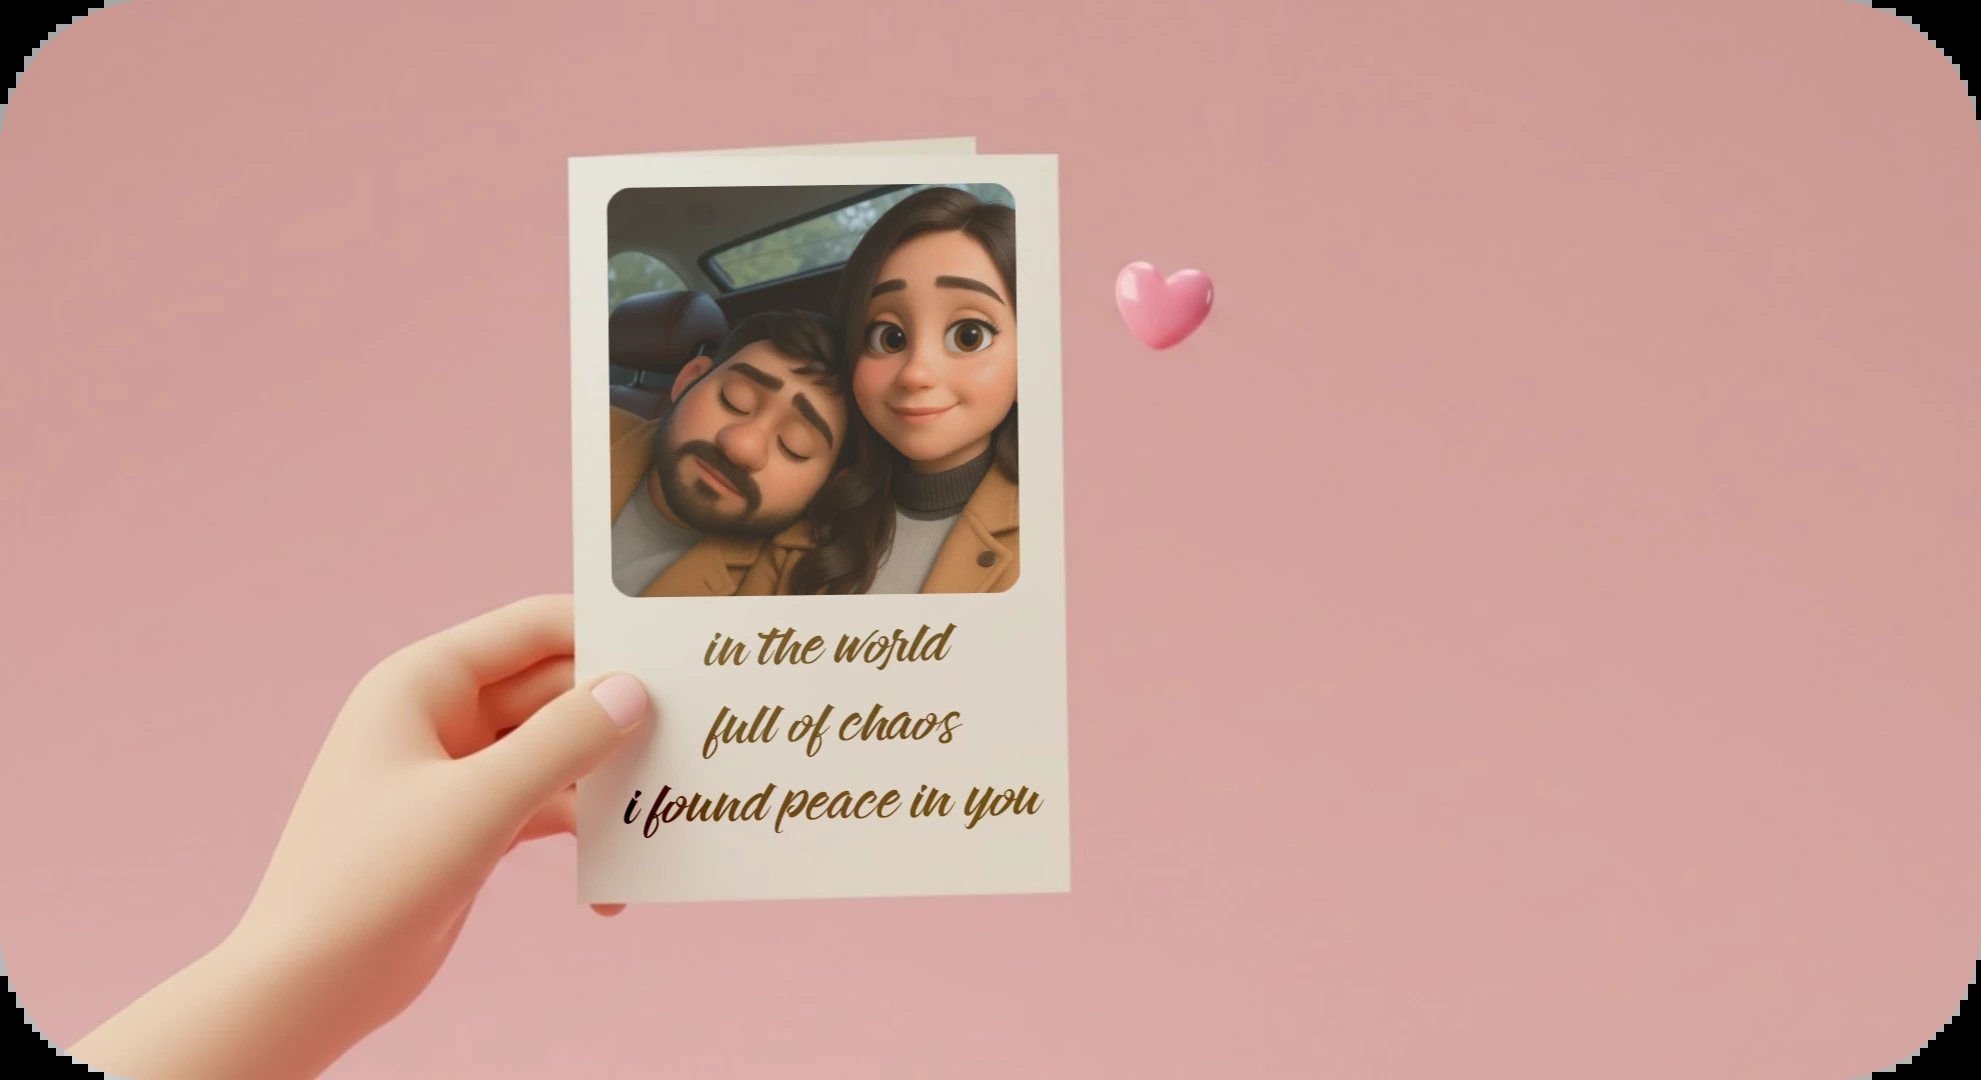 in the world
full of chaos
i found peace in you